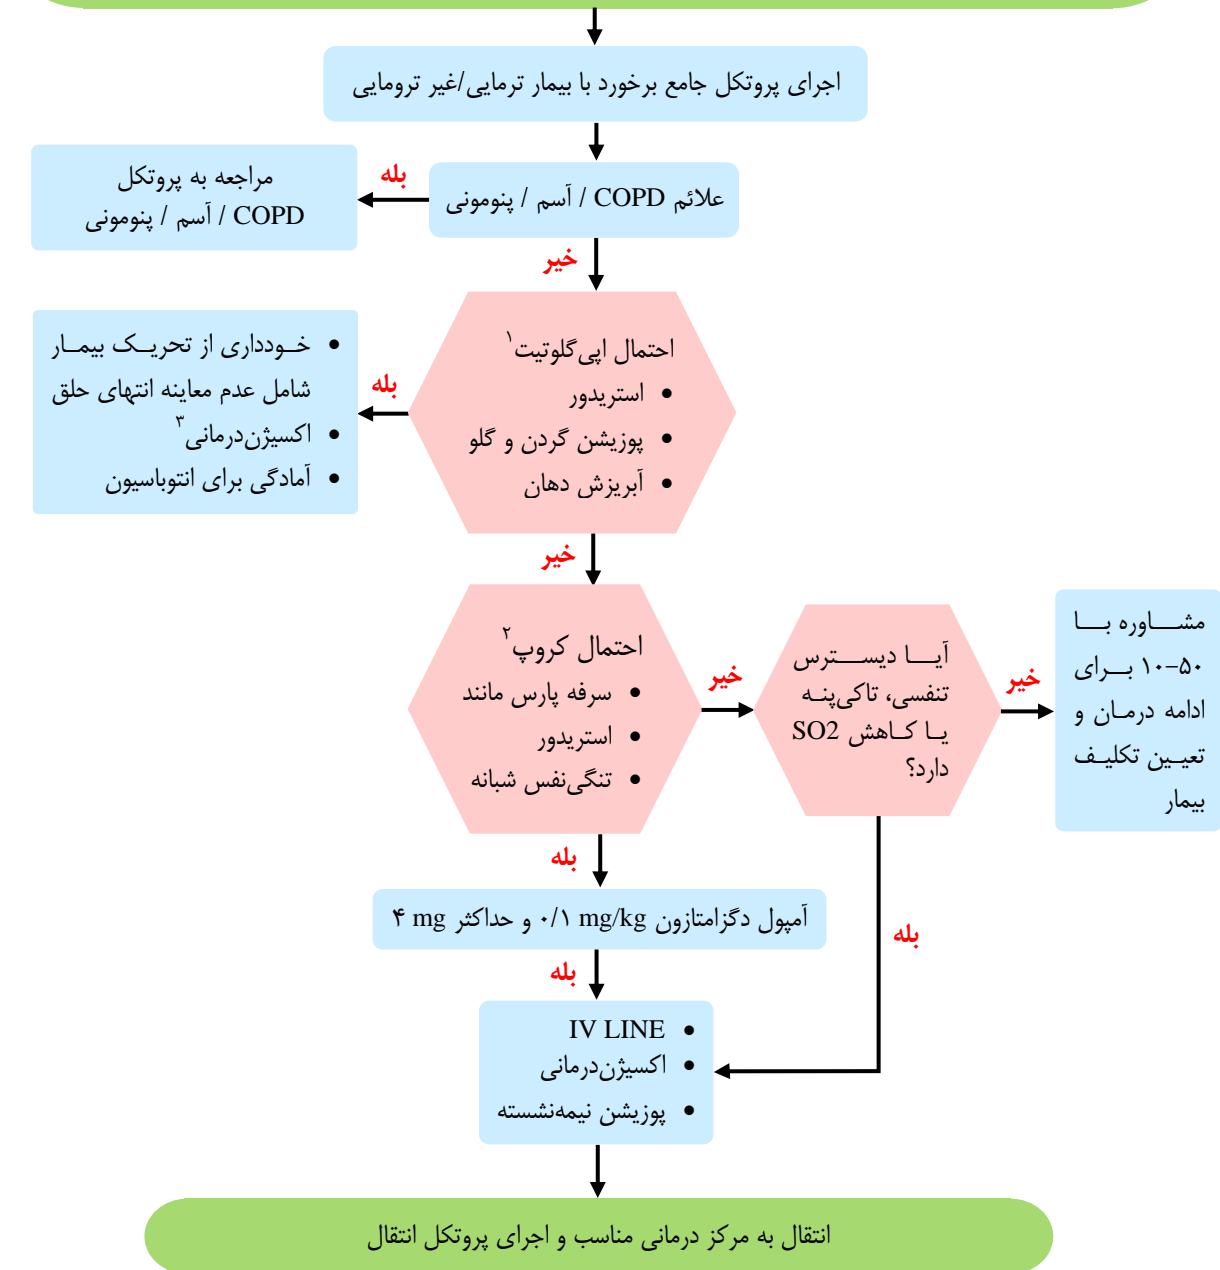 اجرای پروتکل جامع برخورد با بیمار ترمایی/غیر ترومایی
علائم COPD / آسم / پنومونی
بله
مراجعه به پروتکل
COPD / آسم / پنومونی
خیر
احتمال اپی‌گلوتیت۱
• استریدور
• پوزیشن گردن و گلو
• آبریزش دهان
بله
• خودداری از تحریک بیمار
شامل عدم معاینه انتهای حلق
• اکسیژن‌درمانی۳
• آمادگی برای انتوباسیون
خیر
احتمال کروپ۲
• سرفه پارس مانند
• استریدور
• تنگی‌نفس شبانه
خیر
آیا دیسترس
تنفسی، تاکی‌پنه
یا کاهش SO2
دارد؟
خیر
مشاوره با
۱۰-۵۰ برای
ادامه درمان و
تعیین تکلیف
بیمار
بله
آمپول دگزامتازون ۰/۱ mg/kg و حداکثر ۴ mg
بله
بله
• IV LINE
• اکسیژن‌درمانی
• پوزیشن نیمه‌نشسته
انتقال به مرکز درمانی مناسب و اجرای پروتکل انتقال